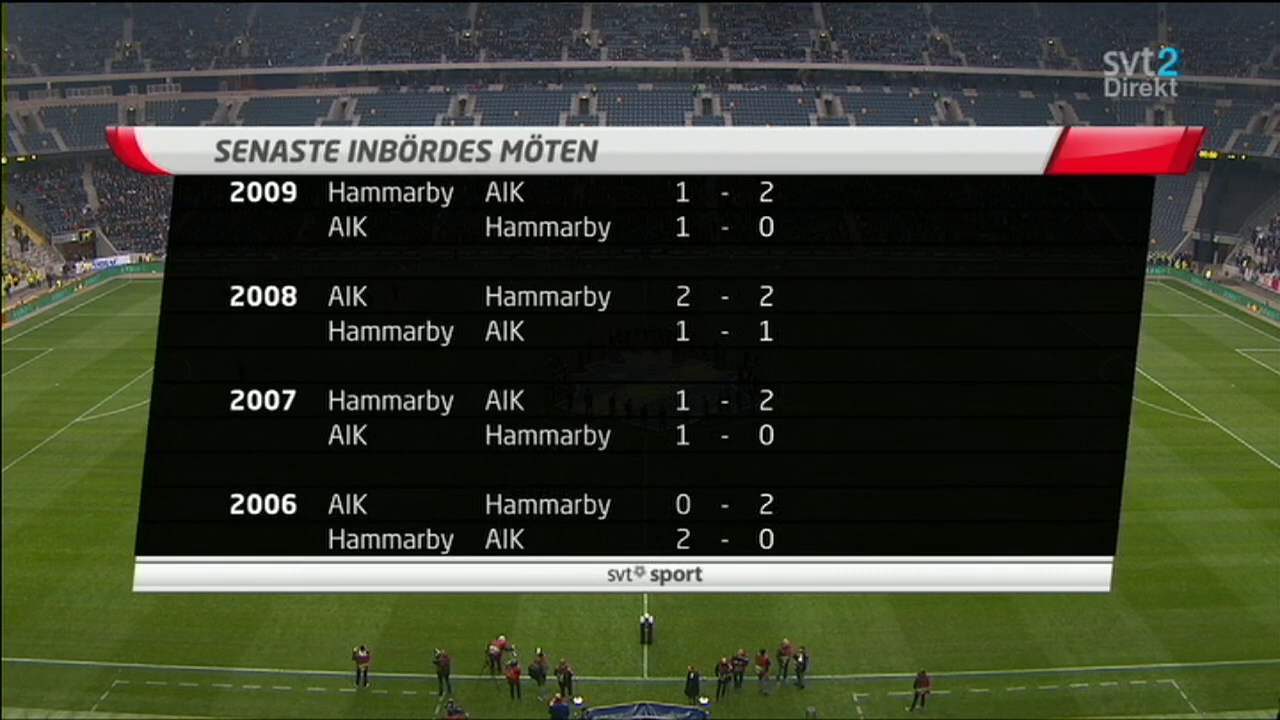 svt2
Direkt
SENASTE INBÖRDES MÖTEN
2009 Hammarby AIK 1 - 2
AIK Hammarby 1 - 0
2008 AIK Hammarby 2 - 2
Hammarby AIK 1 - 1
2007 Hammarby AIK 1 - 2
AIK Hammarby 1 - 0
2006 AIK Hammarby 0 - 2
Hammarby AIK 2 - 0
svt sport